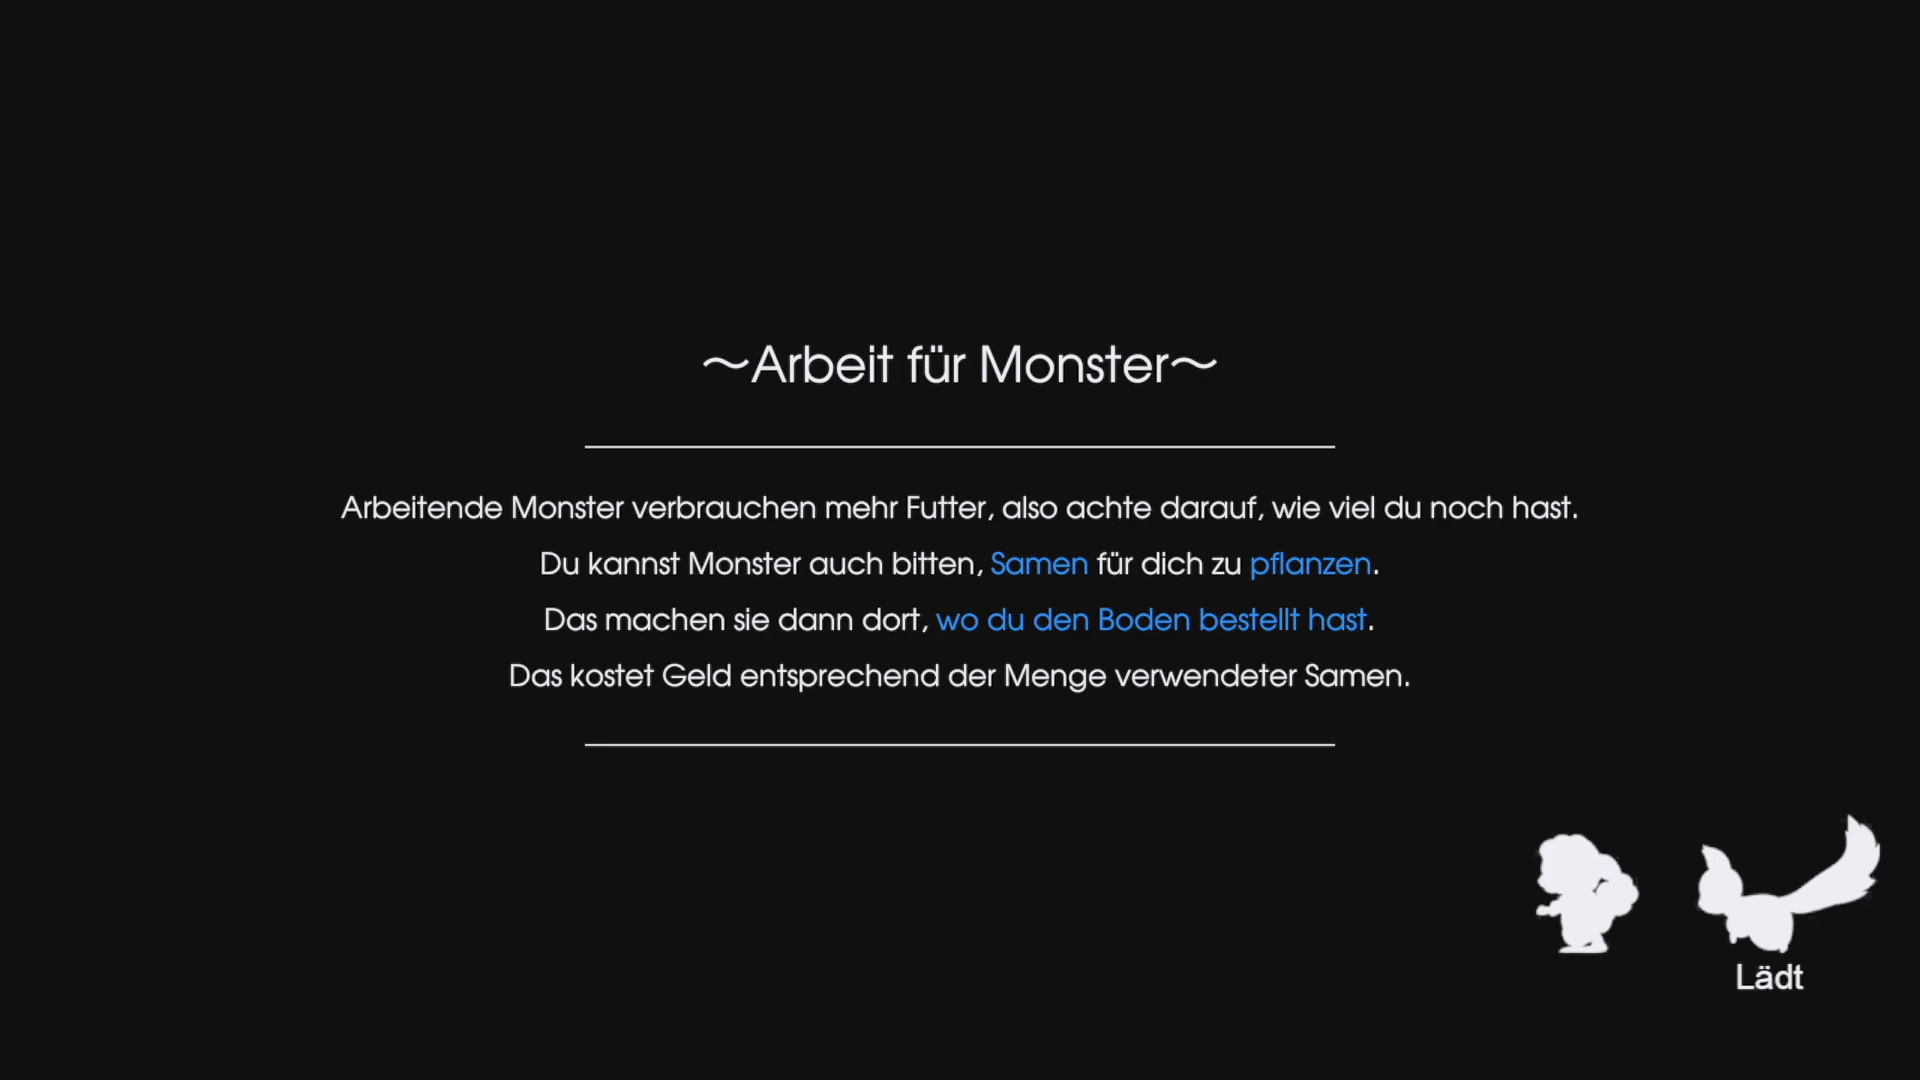 ～Arbeit für Monster～
Arbeitende Monster verbrauchen mehr Futter, also achte darauf, wie viel du noch hast.
Du kannst Monster auch bitten, Samen für dich zu pflanzen.
Das machen sie dann dort, wo du den Boden bestellt hast.
Das kostet Geld entsprechend der Menge verwendeter Samen.
Lädt